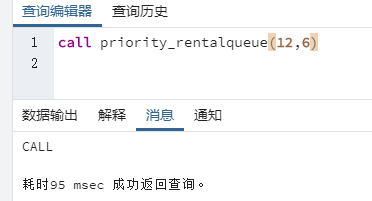 查询编辑器 查询历史
1 call priority_rentalqueue(12,6)
2
数据输出 解释 消息 通知
CALL
耗时95 msec 成功返回查询。